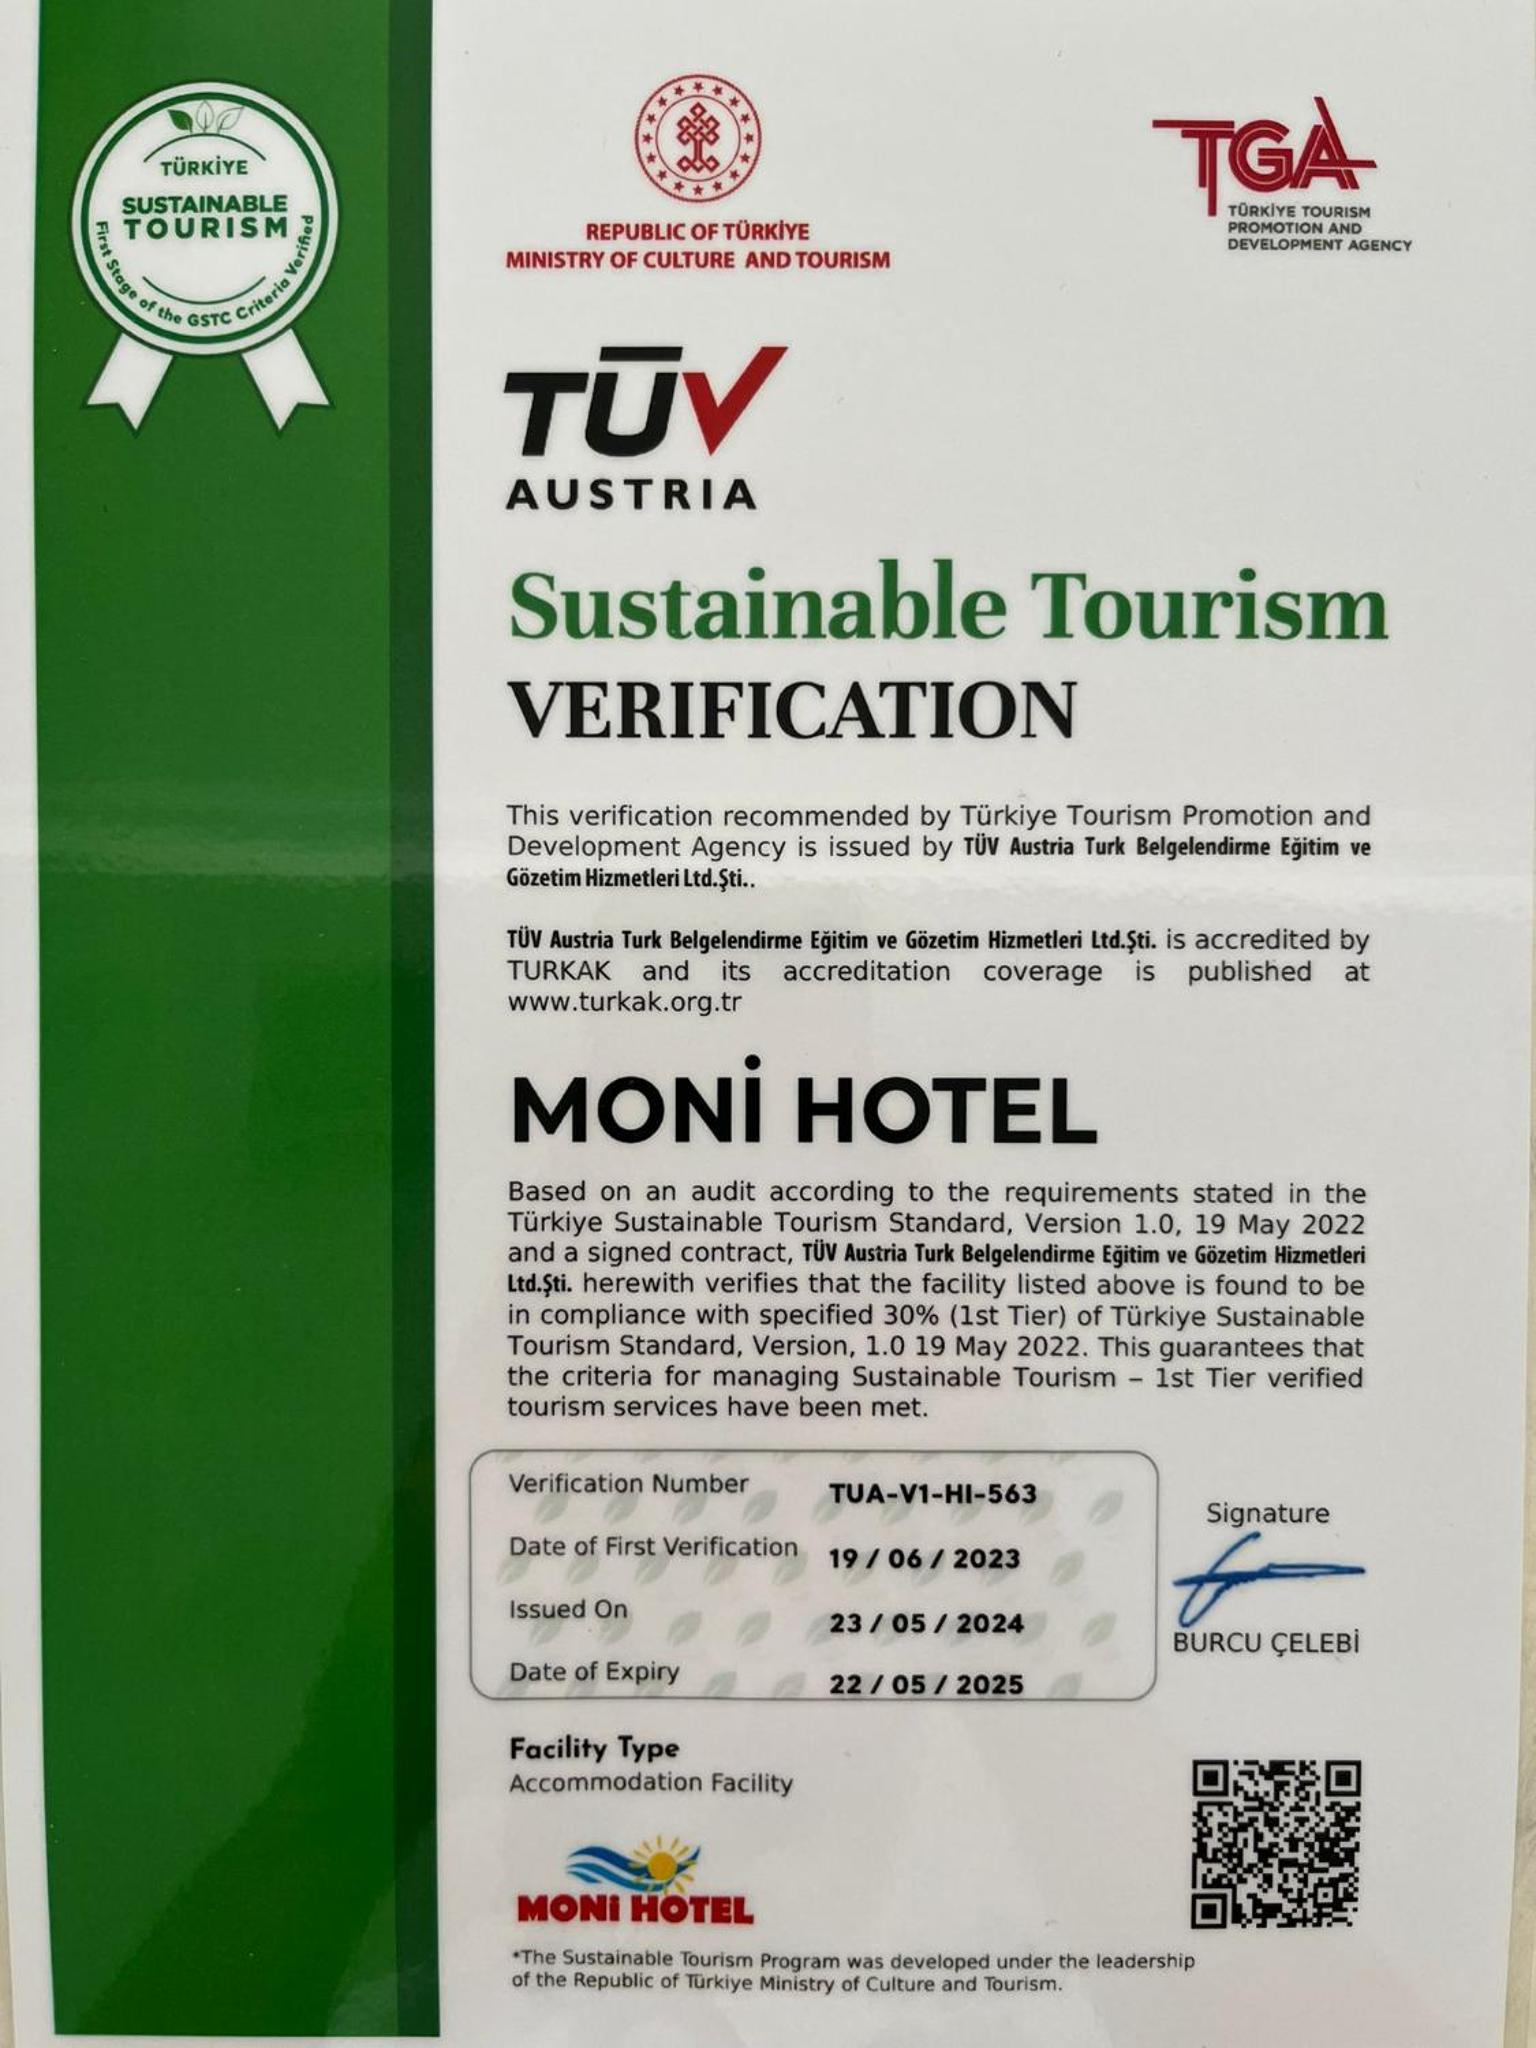 TÜRKİYE
SUSTAINABLE
TOURISM
First Stage of the GSTC Criteria Verified
REPUBLIC OF TÜRKİYE
MINISTRY OF CULTURE AND TOURISM
TGA
TÜRKİYE TOURISM
PROMOTION AND
DEVELOPMENT AGENCY
TÜV
AUSTRIA
Sustainable Tourism
VERIFICATION
This verification recommended by Türkiye Tourism Promotion and
Development Agency is issued by TÜV Austria Turk Belgelendirme Eğitim ve
Gözetim Hizmetleri Ltd.Şti..
TÜV Austria Turk Belgelendirme Eğitim ve Gözetim Hizmetleri Ltd.Şti. is accredited by
TURKAK and its accreditation coverage is published at
www.turkak.org.tr
MONİ HOTEL
Based on an audit according to the requirements stated in the
Türkiye Sustainable Tourism Standard, Version 1.0, 19 May 2022
and a signed contract, TÜV Austria Turk Belgelendirme Eğitim ve Gözetim Hizmetleri
Ltd.Şti. herewith verifies that the facility listed above is found to be
in compliance with specified 30% (1st Tier) of Türkiye Sustainable
Tourism Standard, Version, 1.0 19 May 2022. This guarantees that
the criteria for managing Sustainable Tourism – 1st Tier verified
tourism services have been met.
Verification Number TUA-V1-HI-563
Date of First Verification 19 / 06 / 2023
Issued On 23 / 05 / 2024
Date of Expiry 22 / 05 / 2025
Signature
BURCU ÇELEBİ
Facility Type
Accommodation Facility
MONİ HOTEL
*The Sustainable Tourism Program was developed under the leadership
of the Republic of Türkiye Ministry of Culture and Tourism.